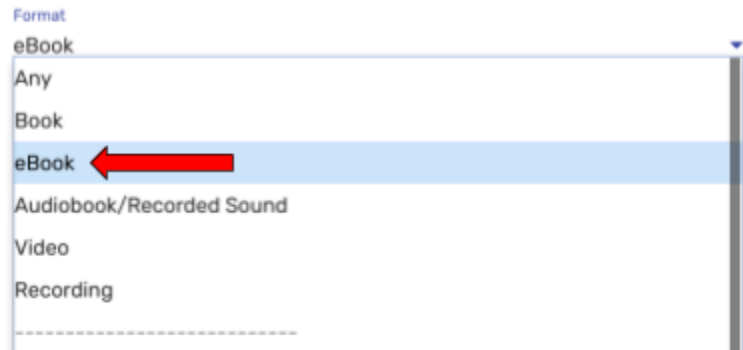 Format
eBook
Any
Book
eBook
Audiobook/Recorded Sound
Video
Recording
----------------------------